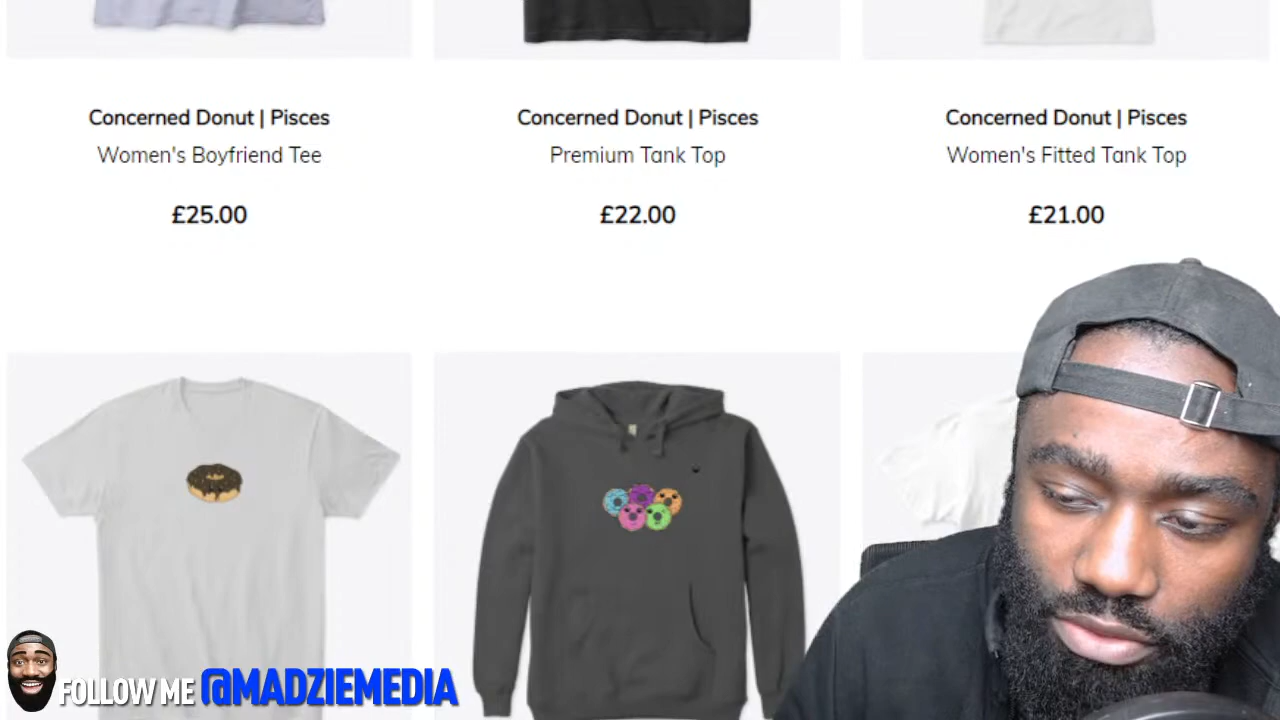 Concerned Donut | Pisces
Women's Boyfriend Tee
£25.00
Concerned Donut | Pisces
Premium Tank Top
£22.00
Concerned Donut | Pisces
Women's Fitted Tank Top
£21.00
FOLLOW ME @MADZIEMEDIA